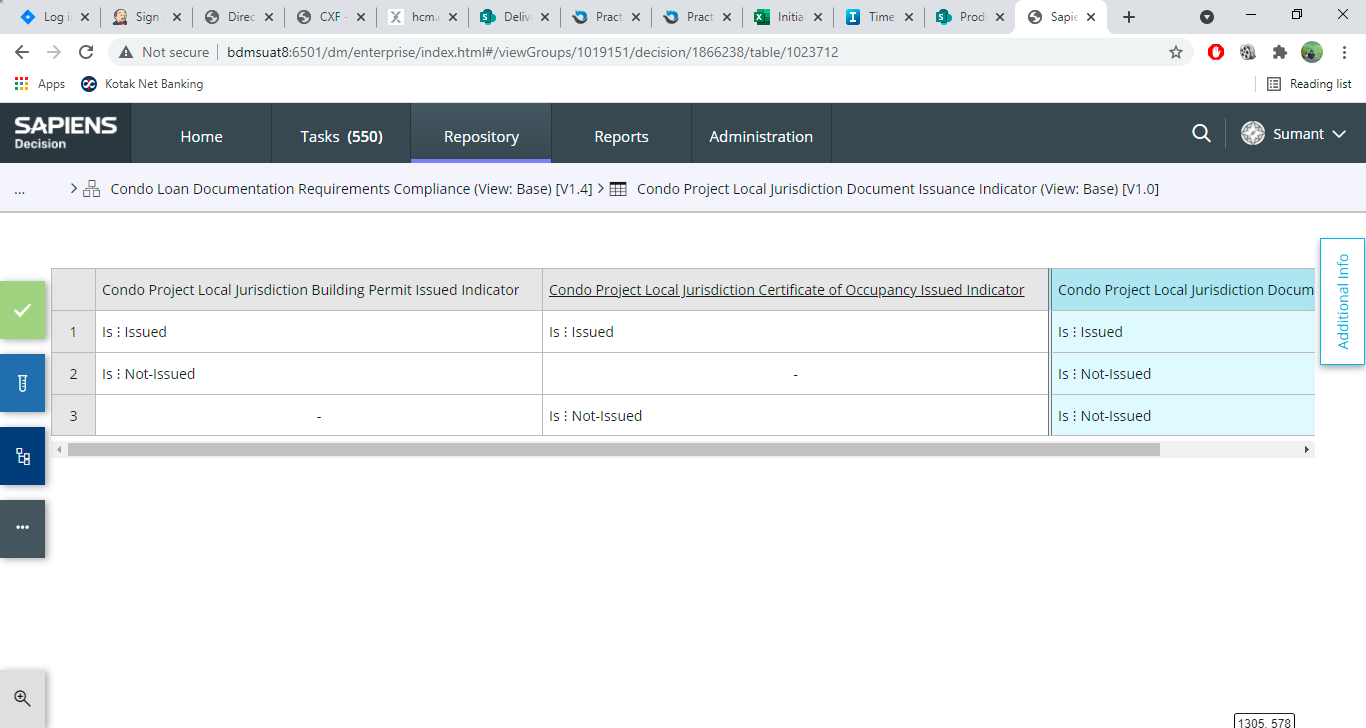 Log i Sign Direc CXF - hcm. Deliv Pract Pract Initia Time Prod Sapie
Not secure bdmsuat8:6501/dm/enterprise/index.html#/viewGroups/1019151/decision/1866238/table/1023712
Apps Kotak Net Banking Reading list
SAPIENS
Decision
Home Tasks (550) Repository Reports Administration Sumant
... > Condo Loan Documentation Requirements Compliance (View: Base) [V1.4] > Condo Project Local Jurisdiction Document Issuance Indicator (View: Base) [V1.0]
Additional Info
Condo Project Local Jurisdiction Building Permit Issued Indicator Condo Project Local Jurisdiction Certificate of Occupancy Issued Indicator Condo Project Local Jurisdiction Docum
1 Is ⋮ Issued Is ⋮ Issued Is ⋮ Issued
2 Is ⋮ Not-Issued - Is ⋮ Not-Issued
3 - Is ⋮ Not-Issued Is ⋮ Not-Issued
1305, 578